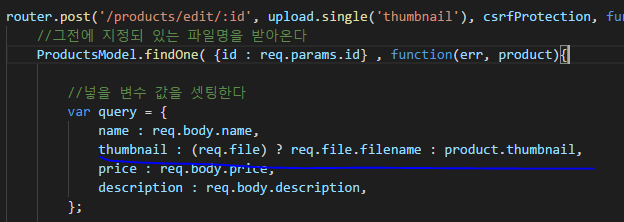 router.post('/products/edit/:id', upload.single('thumbnail'), csrfProtection, fu
//그전에 지정되 있는 파일명을 받아온다
ProductsModel.findOne( {id : req.params.id} , function(err, product){
//넣을 변수 값을 셋팅한다
var query = {
name : req.body.name,
thumbnail : (req.file) ? req.file.filename : product.thumbnail,
price : req.body.price,
description : req.body.description,
};